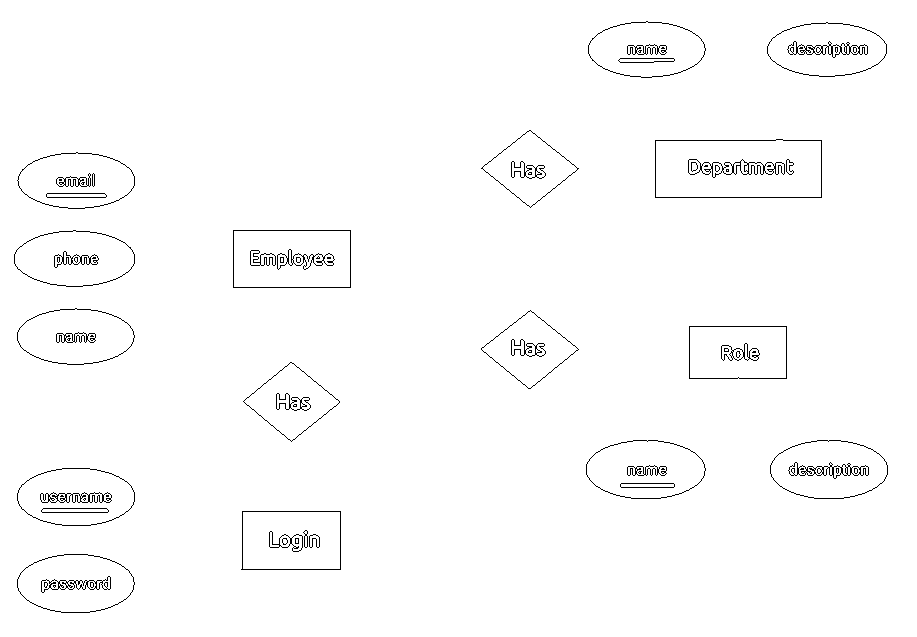 name
description
Has
Department
email
phone
Employee
name
Has
Role
Has
name
description
username
Login
password